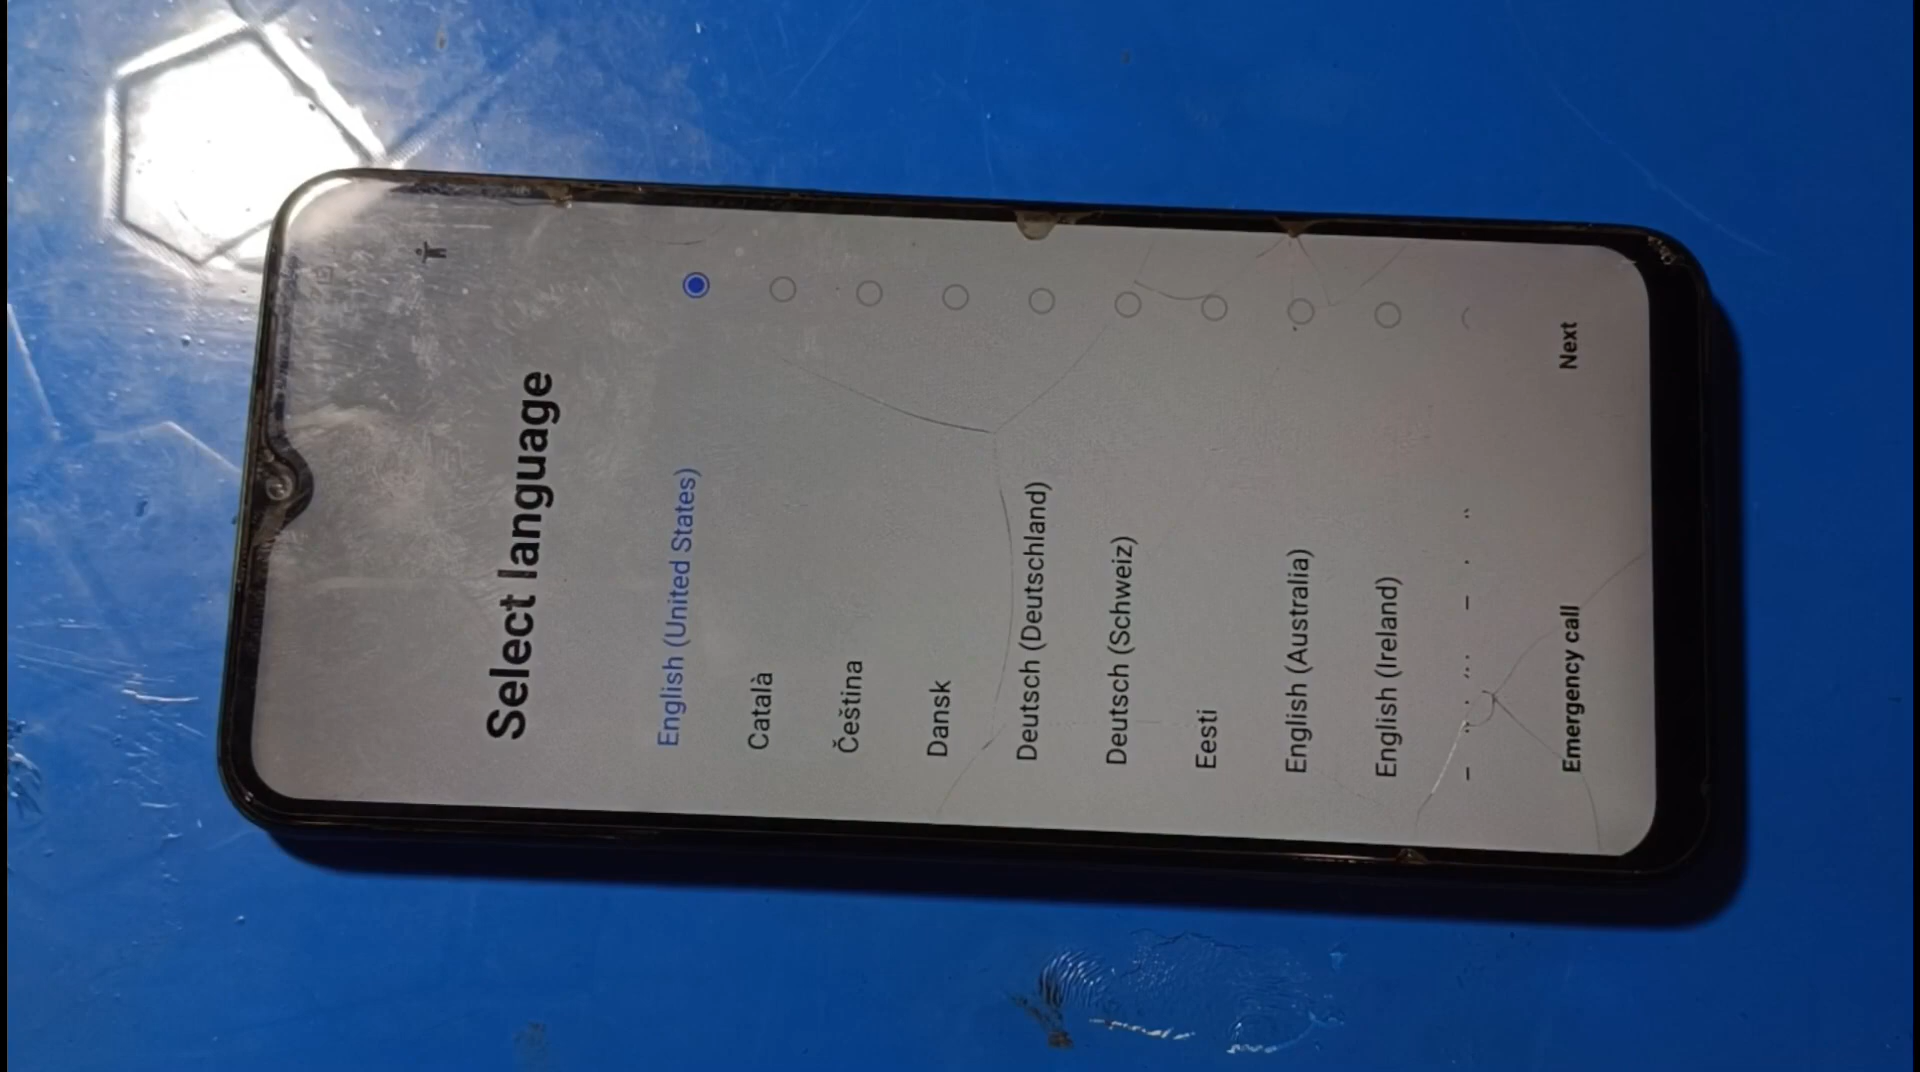 Select language
English (United States)
Català
Čeština
Dansk
Deutsch (Deutschland)
Deutsch (Schweiz)
Eesti
English (Australia)
English (Ireland)
Emergency call
Next